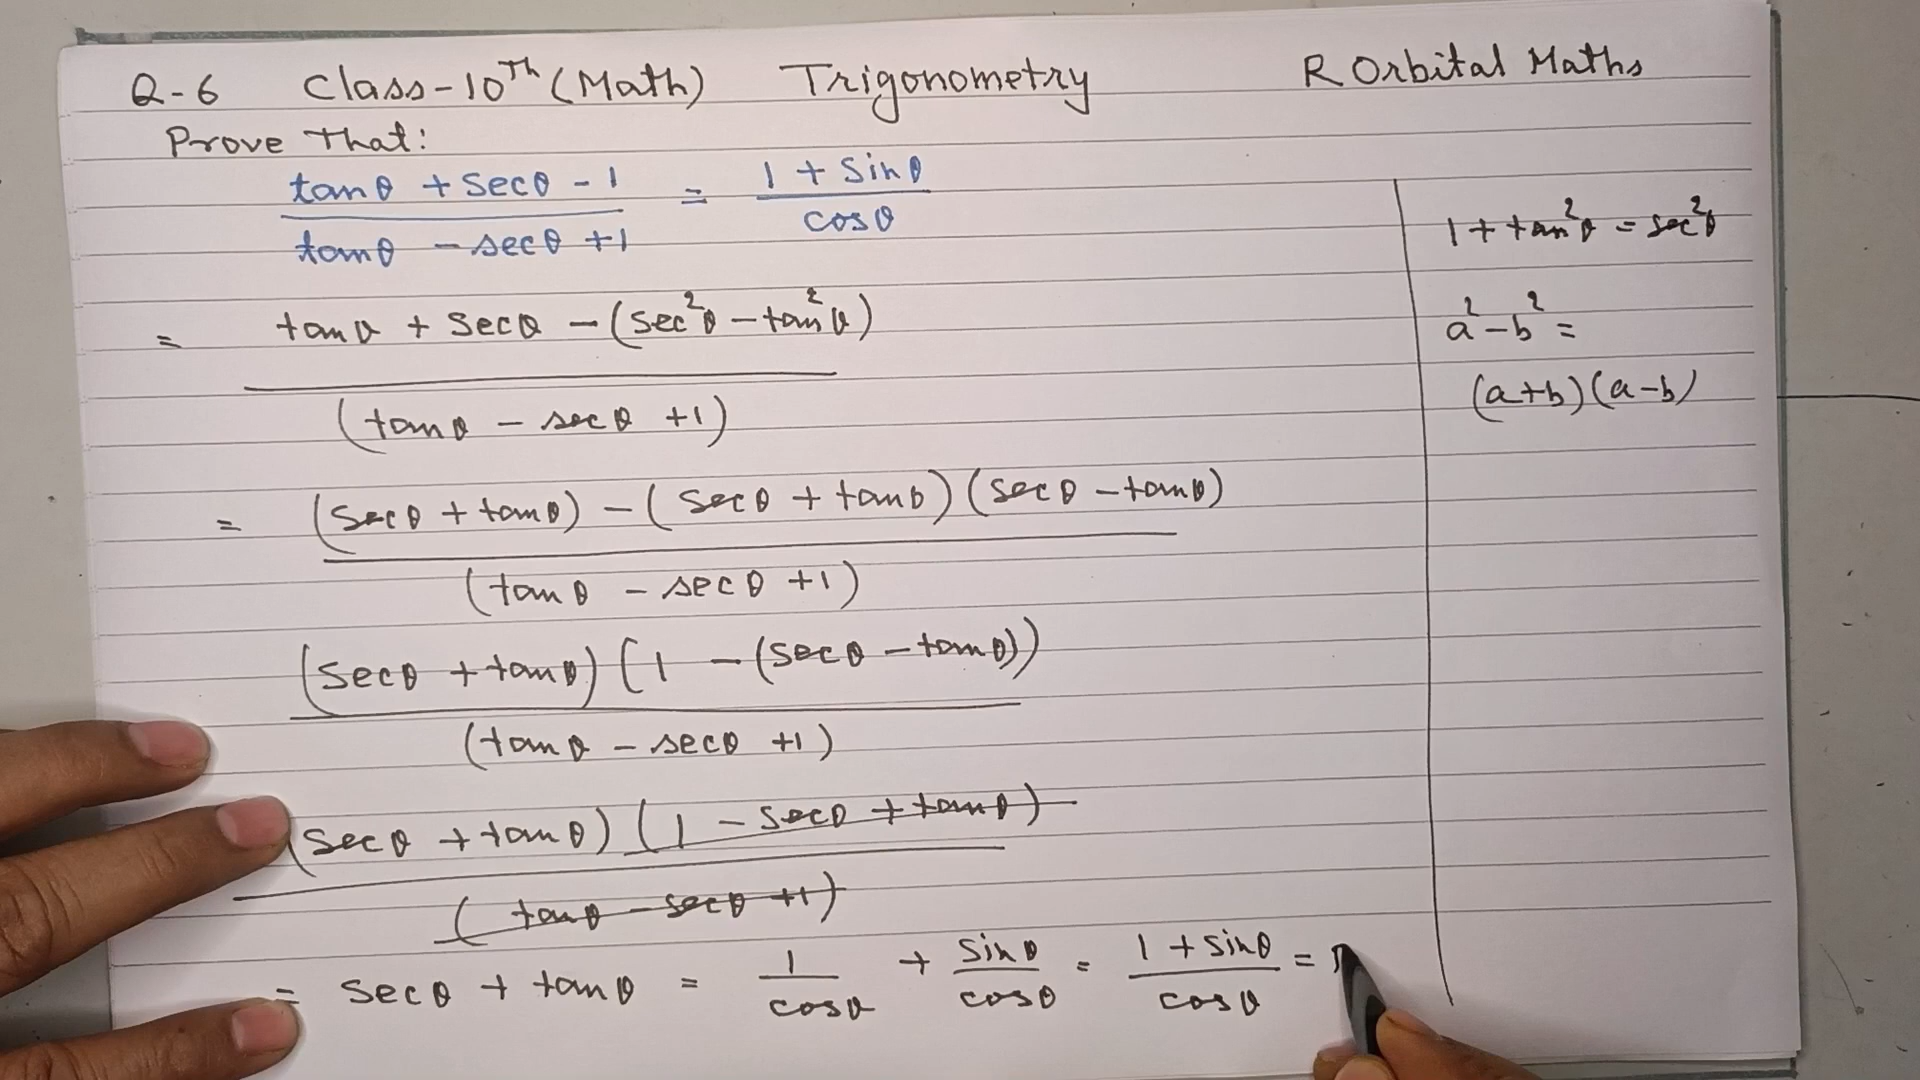 Q-6 Class-10Th (Math) Trigonometry R Orbital Maths
Prove That:
tanθ + secθ - 1 / tanθ - secθ + 1 = 1 + Sinθ / cosθ
1 + tan²θ = sec²θ
= tanθ + secθ - (sec²θ - tan²θ) / (tanθ - secθ + 1)
a² - b² =
(a+b)(a-b)
= (Secθ + tanθ) - (secθ + tanθ)(secθ - tanθ) / (tanθ - secθ + 1)
(secθ + tanθ)(1 - (secθ - tanθ)) / (tanθ - secθ + 1)
(secθ + tanθ)(1 - secθ + tanθ) / (tanθ - secθ + 1)
= secθ + tanθ = 1/cosθ + sinθ/cosθ = 1 + sinθ / cosθ =